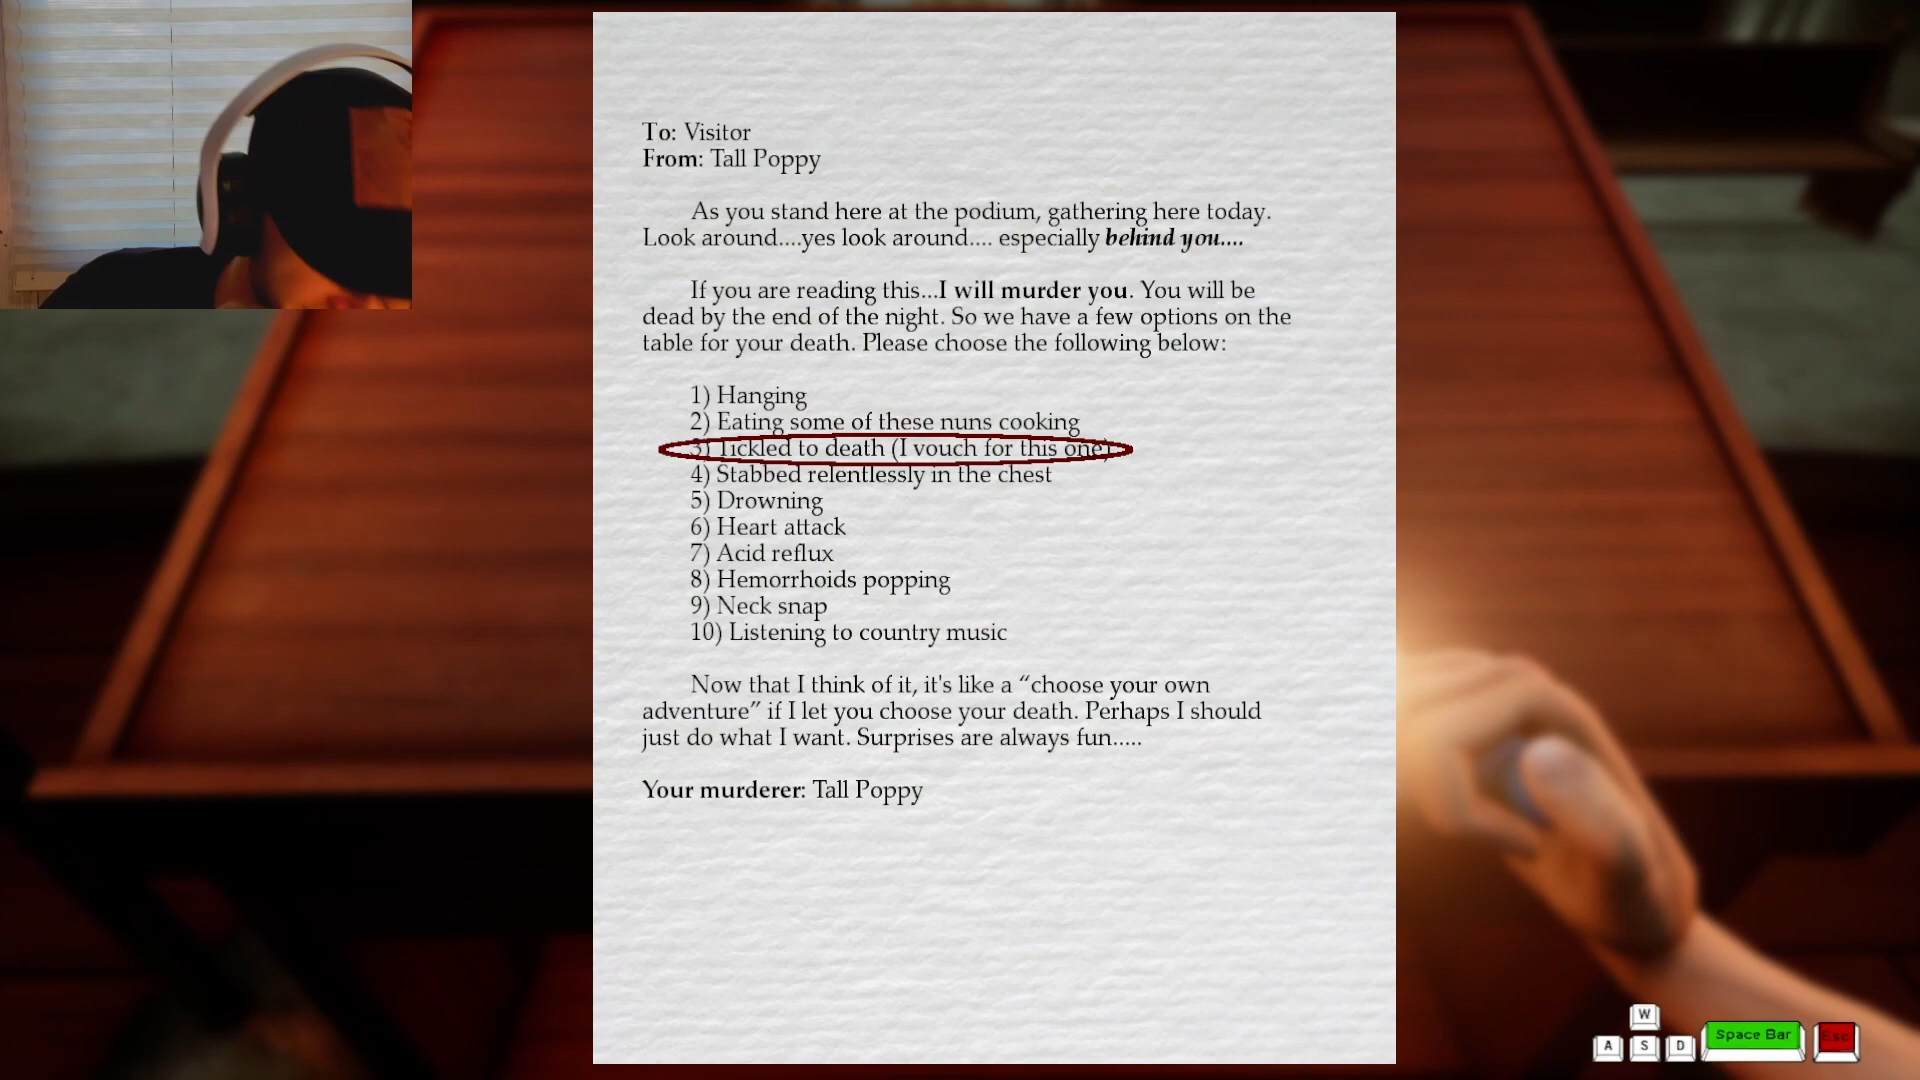 To: Visitor
From: Tall Poppy
As you stand here at the podium, gathering here today.
Look around....yes look around.... especially behind you....
If you are reading this...I will murder you. You will be
dead by the end of the night. So we have a few options on the
table for your death. Please choose the following below:
1) Hanging
2) Eating some of these nuns cooking
3) Tickled to death (I vouch for this one)
4) Stabbed relentlessly in the chest
5) Drowning
6) Heart attack
7) Acid reflux
8) Hemorrhoids popping
9) Neck snap
10) Listening to country music
Now that I think of it, it's like a “choose your own
adventure” if I let you choose your death. Perhaps I should
just do what I want. Surprises are always fun.....
Your murderer: Tall Poppy
W
A S D Space Bar Esc